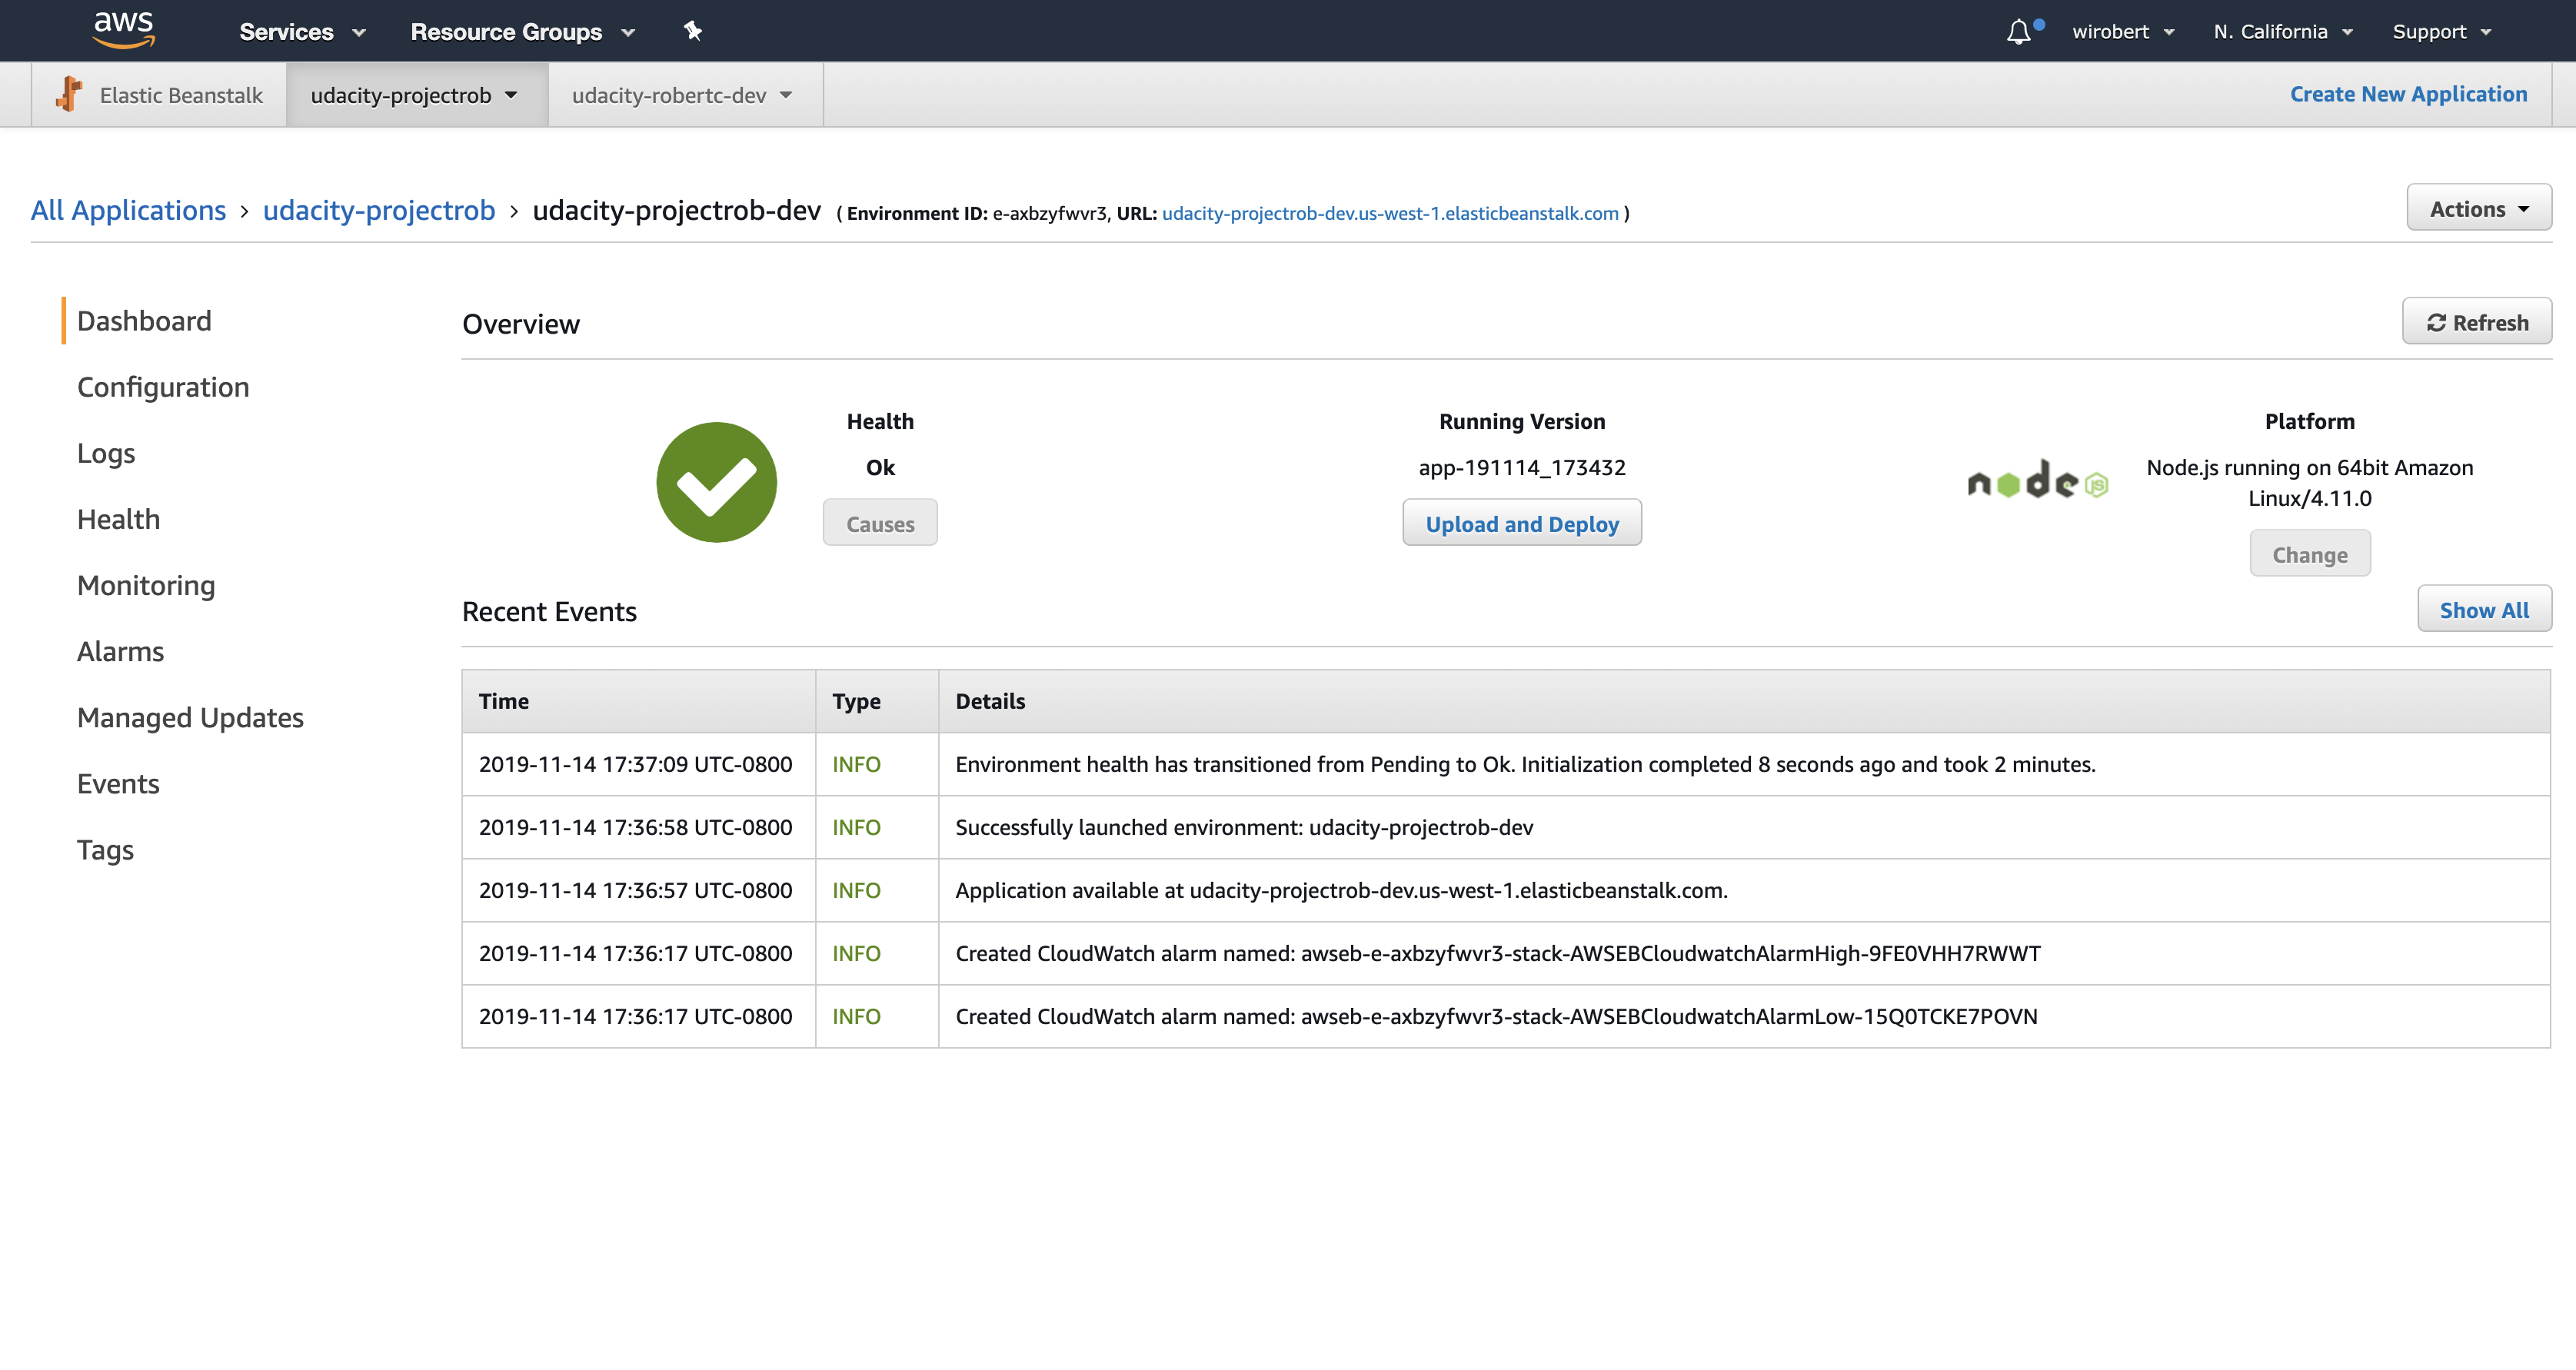 aws Services Resource Groups wirobert N. California Support
Elastic Beanstalk udacity-projectrob udacity-robertc-dev Create New Application
All Applications › udacity-projectrob › udacity-projectrob-dev ( Environment ID: e-axbzyfwvr3, URL: udacity-projectrob-dev.us-west-1.elasticbeanstalk.com ) Actions
Dashboard
Configuration
Logs
Health
Monitoring
Alarms
Managed Updates
Events
Tags
Overview Refresh
Health
Ok
Causes
Running Version
app-191114_173432
Upload and Deploy
node JS
Platform
Node.js running on 64bit Amazon
Linux/4.11.0
Change
Recent Events Show All
Time Type Details
2019-11-14 17:37:09 UTC-0800 INFO Environment health has transitioned from Pending to Ok. Initialization completed 8 seconds ago and took 2 minutes.
2019-11-14 17:36:58 UTC-0800 INFO Successfully launched environment: udacity-projectrob-dev
2019-11-14 17:36:57 UTC-0800 INFO Application available at udacity-projectrob-dev.us-west-1.elasticbeanstalk.com.
2019-11-14 17:36:17 UTC-0800 INFO Created CloudWatch alarm named: awseb-e-axbzyfwvr3-stack-AWSEBCloudwatchAlarmHigh-9FE0VHH7RWWT
2019-11-14 17:36:17 UTC-0800 INFO Created CloudWatch alarm named: awseb-e-axbzyfwvr3-stack-AWSEBCloudwatchAlarmLow-15Q0TCKE7POVN